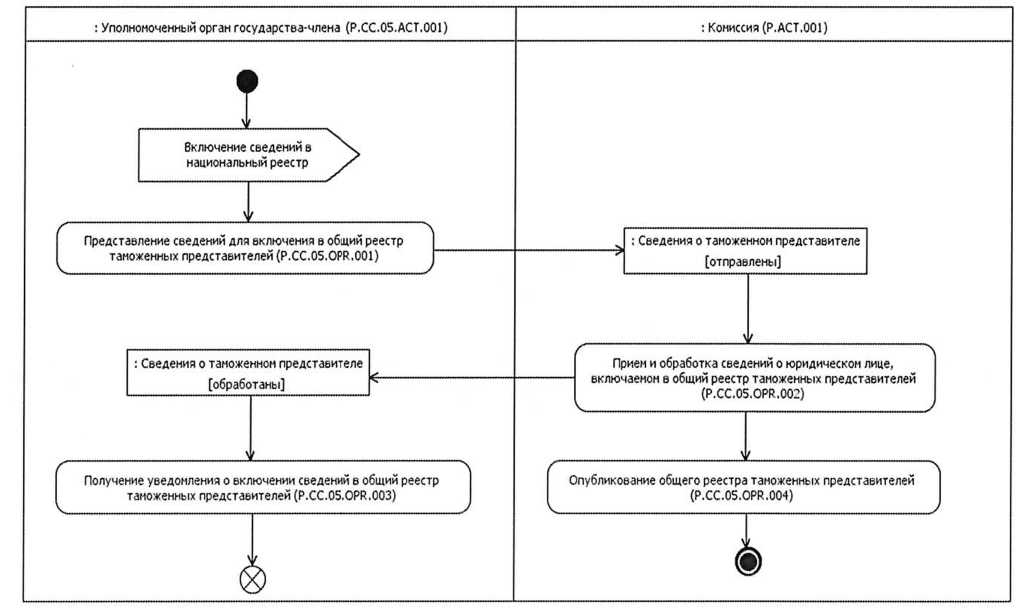 : Уполномоченный орган государства-члена (P.CC.05.ACT.001)
: Комиссия (P.ACT.001)
Включение сведений в
национальный реестр
Представление сведений для включения в общий реестр
таможенных представителей (P.CC.05.OPR.001)
: Сведения о таможенном представителе
[отправлены]
: Сведения о таможенном представителе
[обработаны]
Прием и обработка сведений о юридическом лице,
включаемом в общий реестр таможенных представителей
(P.CC.05.OPR.002)
Получение уведомления о включении сведений в общий реестр
таможенных представителей (P.CC.05.OPR.003)
Опубликование общего реестра таможенных представителей
(P.CC.05.OPR.004)